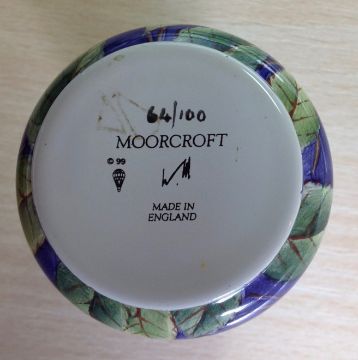 64/100
MOORCROFT
© 99
W.M
MADE IN
ENGLAND